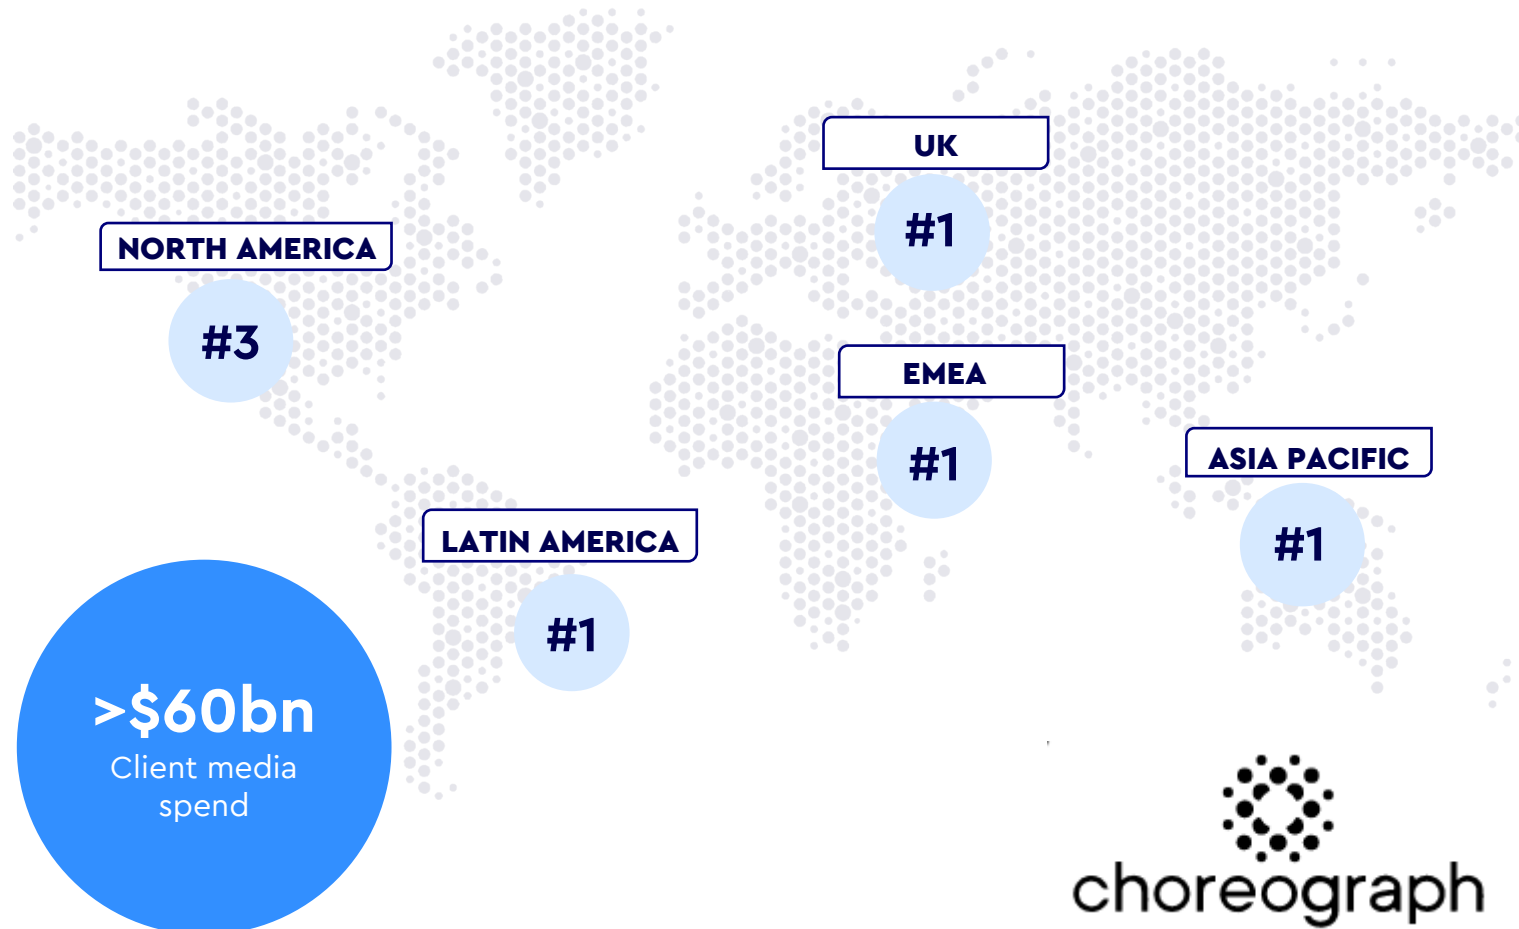 UK
#1
NORTH AMERICA
#3
EMEA
#1
ASIA PACIFIC
#1
LATIN AMERICA
#1
>$60bn
Client media
spend
choreograph